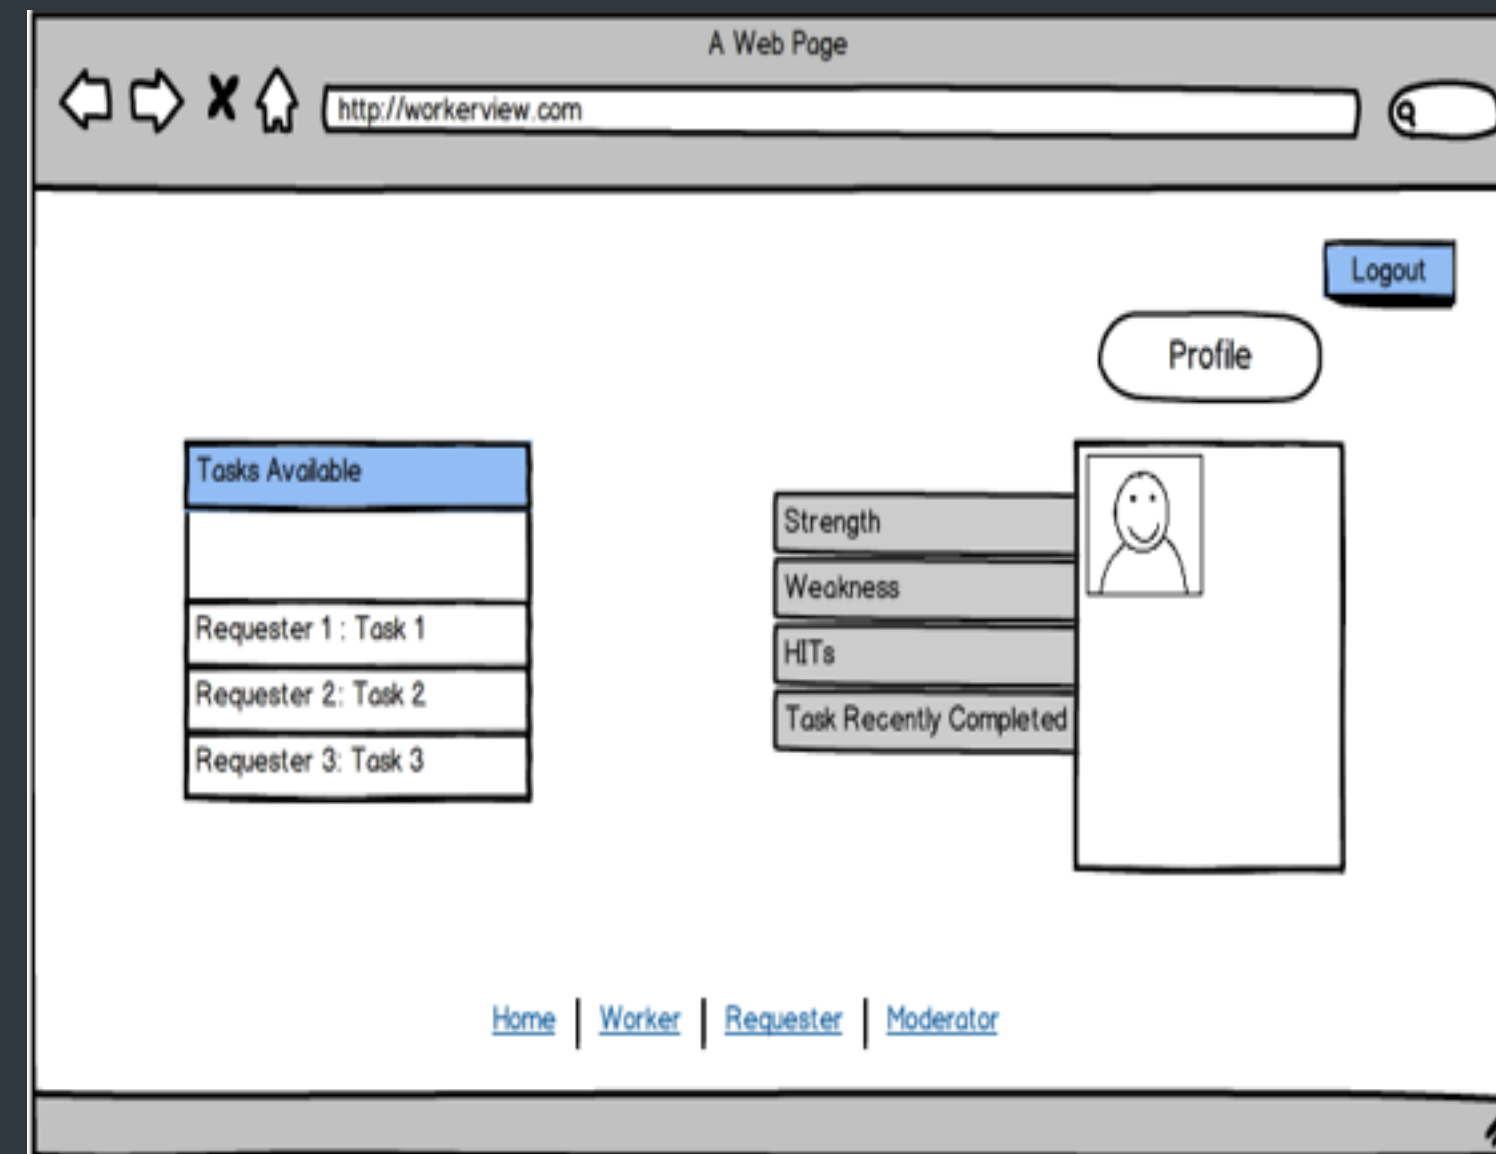 A Web Page
http://workerview.com
Logout
Profile
Tasks Available
Requester 1 : Task 1
Requester 2: Task 2
Requester 3: Task 3
Strength
Weakness
HITs
Task Recently Completed
Home | Worker | Requester | Moderator